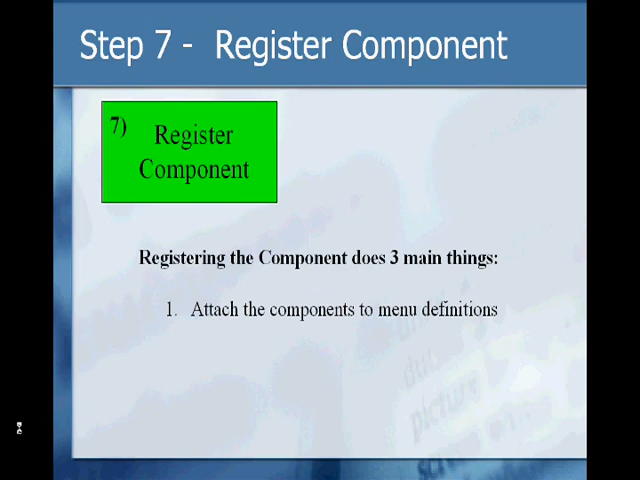 Step 7 - Register Component
7)
Register
Component
Registering the Component does 3 main things:
1. Attach the components to menu definitions